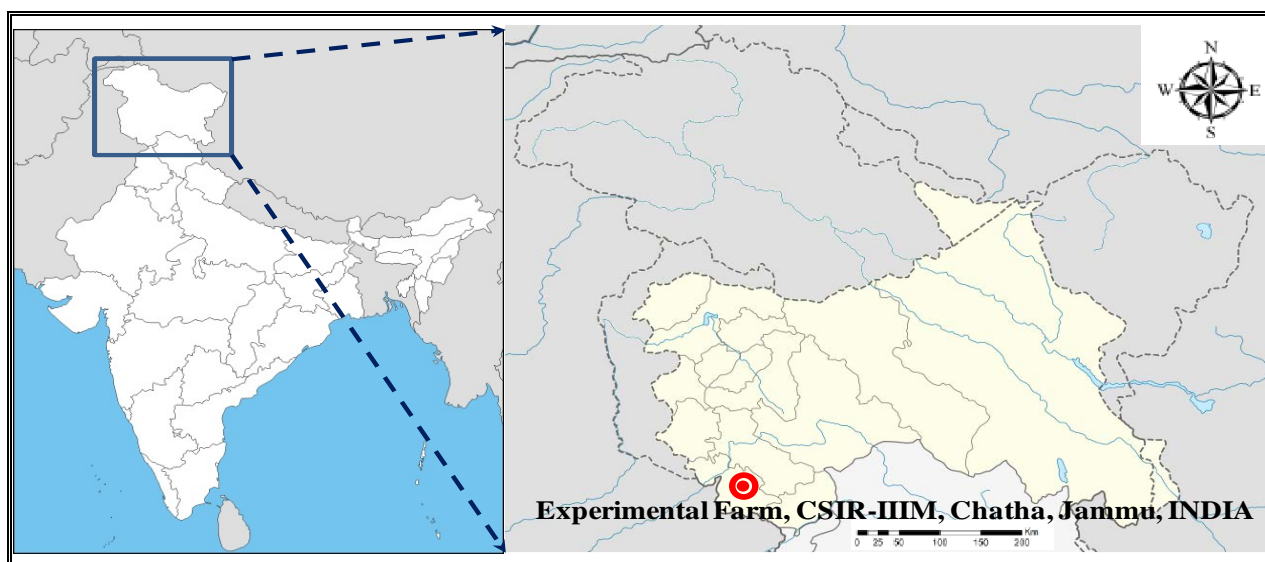 N
W E
S
Experimental Farm, CSIR-IIIM, Chatha, Jammu, INDIA
Km
0 25 50 100 150 200